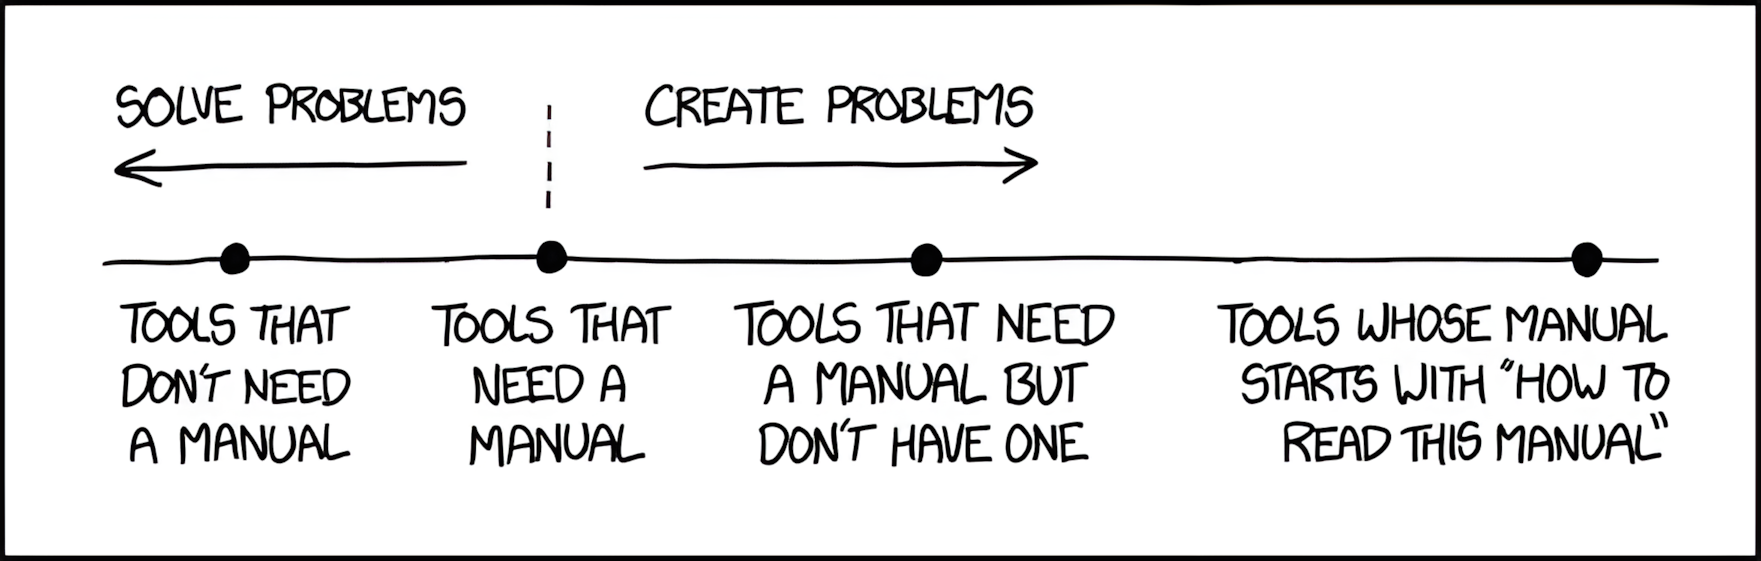 SOLVE PROBLEMS
CREATE PROBLEMS
TOOLS THAT
DON'T NEED
A MANUAL
TOOLS THAT
NEED A
MANUAL
TOOLS THAT NEED
A MANUAL BUT
DON'T HAVE ONE
TOOLS WHOSE MANUAL
STARTS WITH "HOW TO
READ THIS MANUAL"